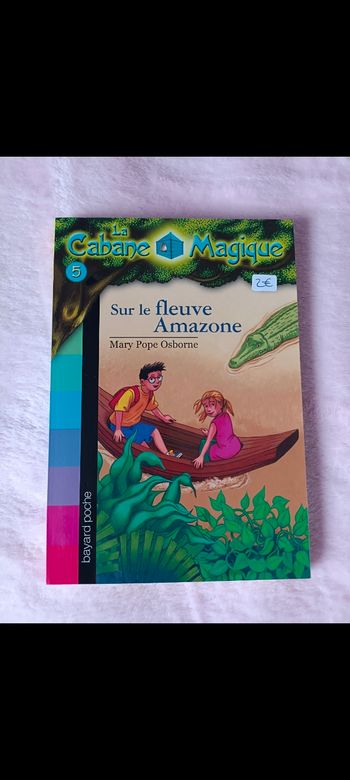 La
Cabane Magique
5
2€
Sur le fleuve
Amazone
Mary Pope Osborne
bayard poche